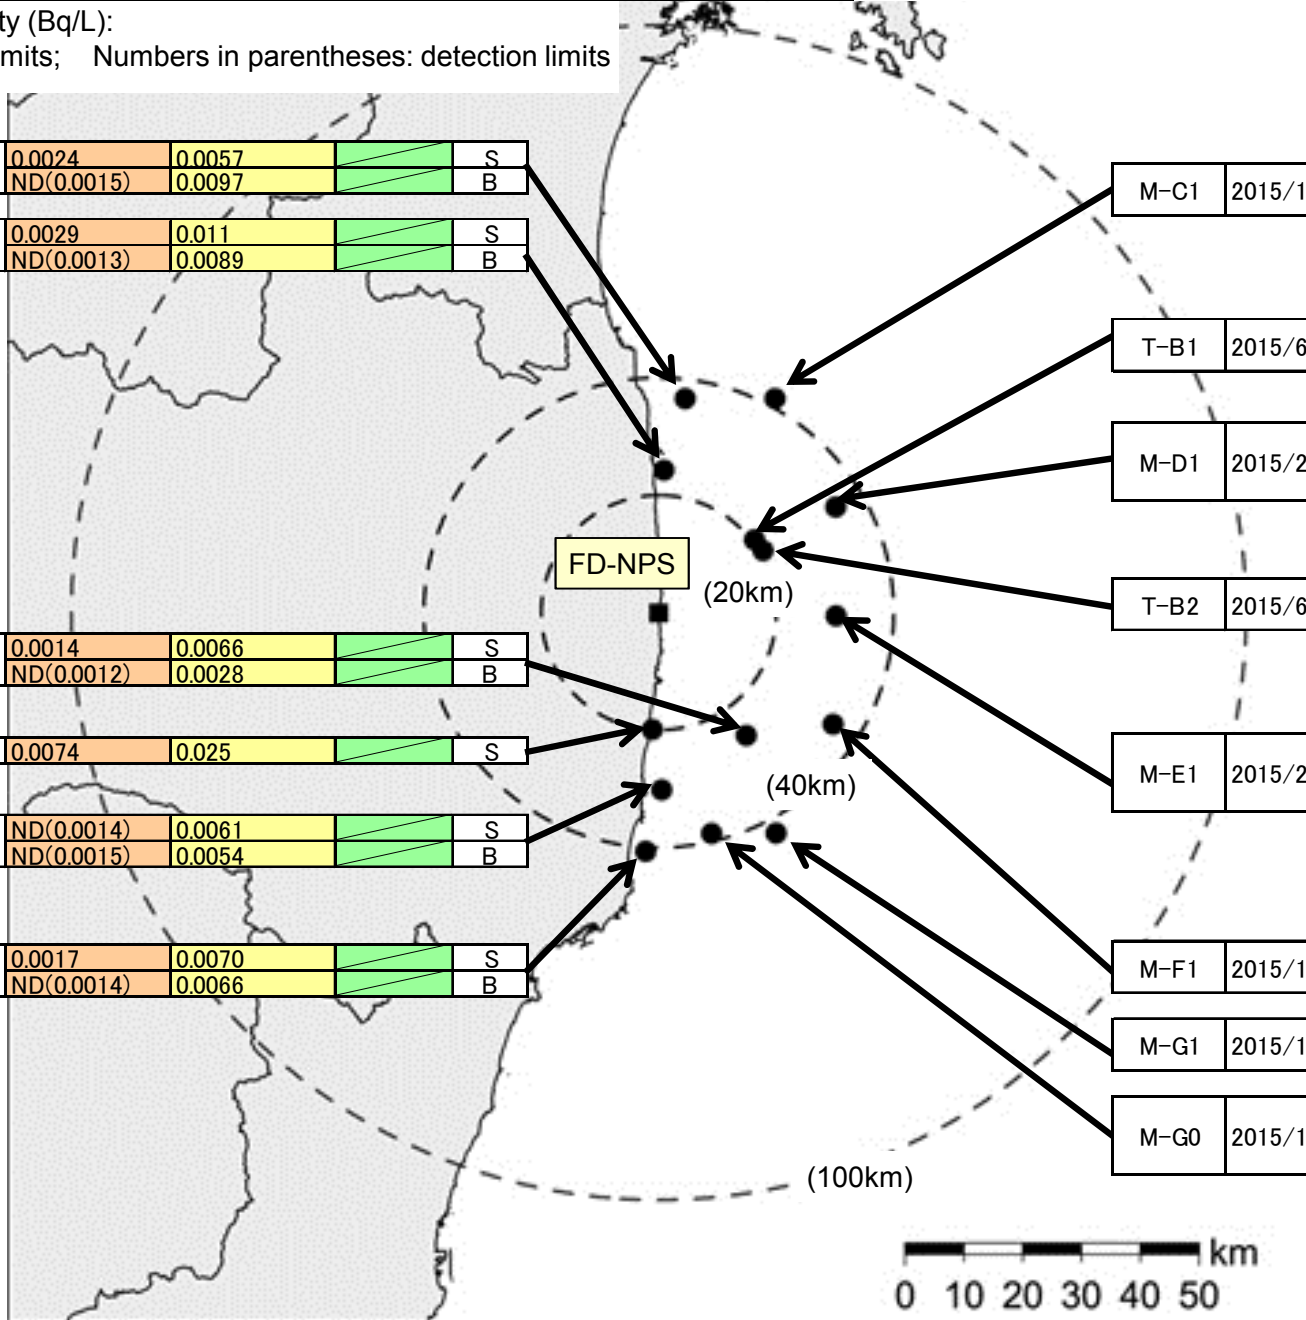 ty (Bq/L):
mits; Numbers in parentheses: detection limits
0.0024 0.0057 S
ND(0.0015) 0.0097 B
0.0029 0.011 S
ND(0.0013) 0.0089 B
M-C1 2015/1
T-B1 2015/6
M-D1 2015/2
FD-NPS
(20km)
T-B2 2015/6
0.0014 0.0066 S
ND(0.0012) 0.0028 B
0.0074 0.025 S
M-E1 2015/2
(40km)
ND(0.0014) 0.0061 S
ND(0.0015) 0.0054 B
0.0017 0.0070 S
ND(0.0014) 0.0066 B
M-F1 2015/1
M-G1 2015/1
M-G0 2015/1
(100km)
km
0 10 20 30 40 50